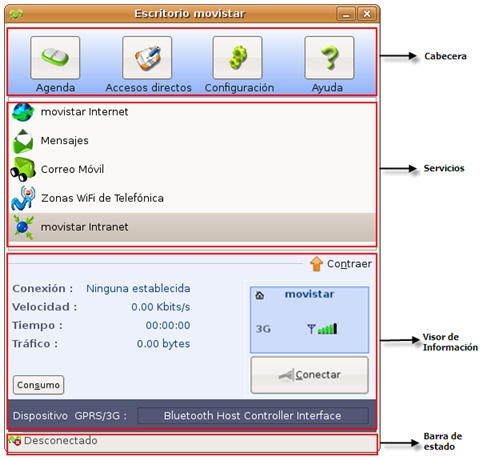 Escritorio movistar
Cabecera
Agenda
Accesos directos
Configuración
Ayuda
movistar Internet
Mensajes
Correo Móvil
Servicios
Zonas WiFi de Telefónica
movistar Intranet
Contraer
Conexión : Ninguna establecida
movistar
Velocidad : 0.00 Kbits/s
Tiempo : 00:00:00
3G
Tráfico : 0.00 bytes
Visor de
Información
Conectar
Consumo
Dispositivo GPRS/3G : Bluetooth Host Controller Interface
Desconectado
Barra de
estado